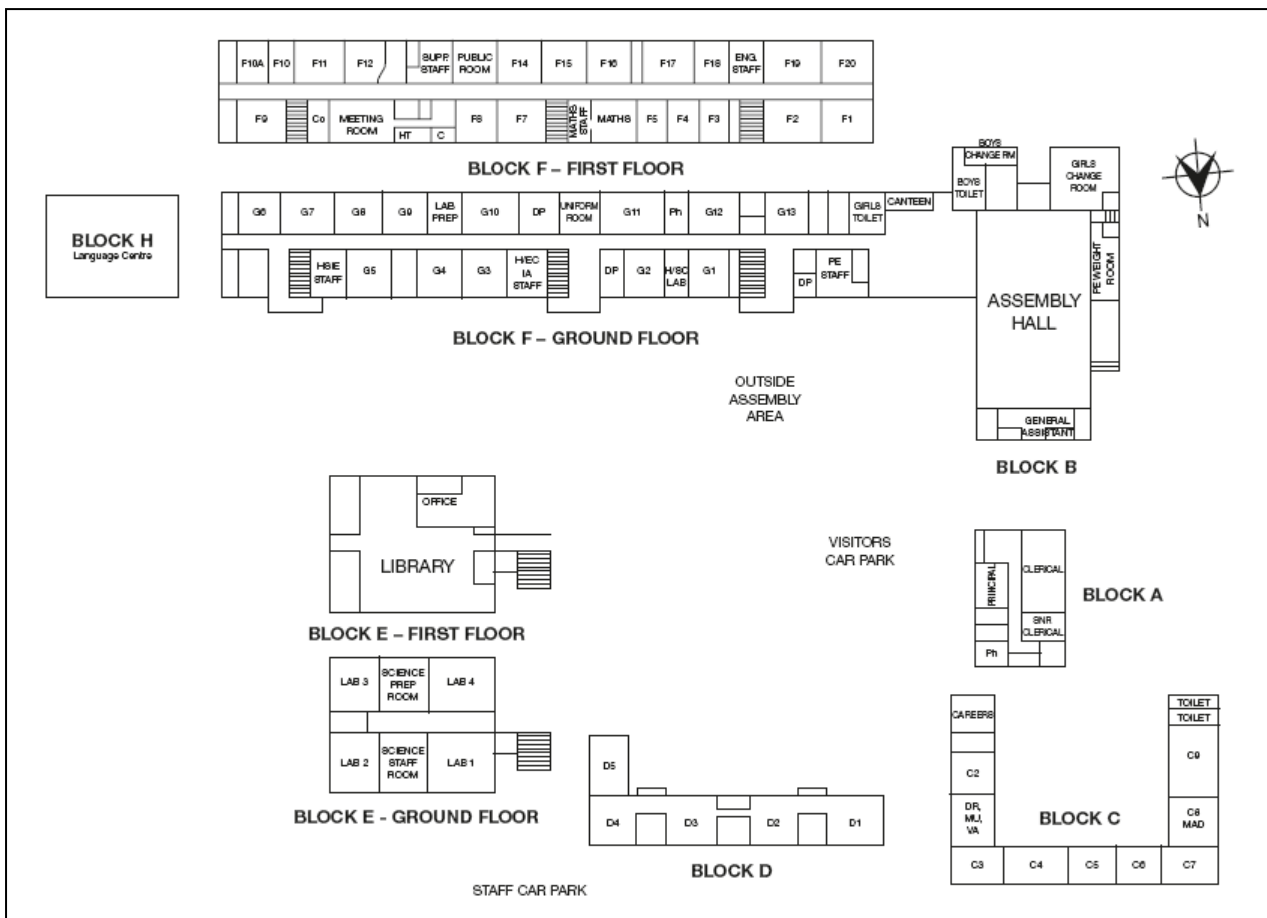 F10A F10 F11 F12 SUPP. STAFF PUBLIC ROOM F14 F15 F16 F17 F18 ENG. STAFF F19 F20
F9 Co MEETING ROOM HT C F8 F7 MATHS STAFF MATHS F5 F4 F3 F2 F1
BLOCK F – FIRST FLOOR
BOYS
CHANGE RM
BOYS
TOILET
GIRLS
CHANGE
ROOM
N
BLOCK H
Language Centre
G6 G7 G8 G9 LAB PREP G10 DP UNIFORM ROOM G11 Ph G12 G13 GIRLS TOILET CANTEEN
HSIE STAFF G5 G4 G3 H/EC IA STAFF DP G2 H/SC LAB G1 DP PE STAFF
BLOCK F – GROUND FLOOR
ASSEMBLY
HALL
PE WEIGHT
ROOM
OUTSIDE
ASSEMBLY
AREA
GENERAL
ASSISTANT
BLOCK B
OFFICE
LIBRARY
BLOCK E – FIRST FLOOR
VISITORS
CAR PARK
PRINCIPAL
CLERICAL
SNR
CLERICAL
Ph
BLOCK A
LAB 3 SCIENCE PREP ROOM LAB 4
LAB 2 SCIENCE STAFF ROOM LAB 1
BLOCK E - GROUND FLOOR
D5
D4 D3 D2 D1
BLOCK D
STAFF CAR PARK
CAREERS
C2
DR,
MU,
VA
BLOCK C
TOILET
TOILET
C9
C8
MAD
C3 C4 C5 C6 C7